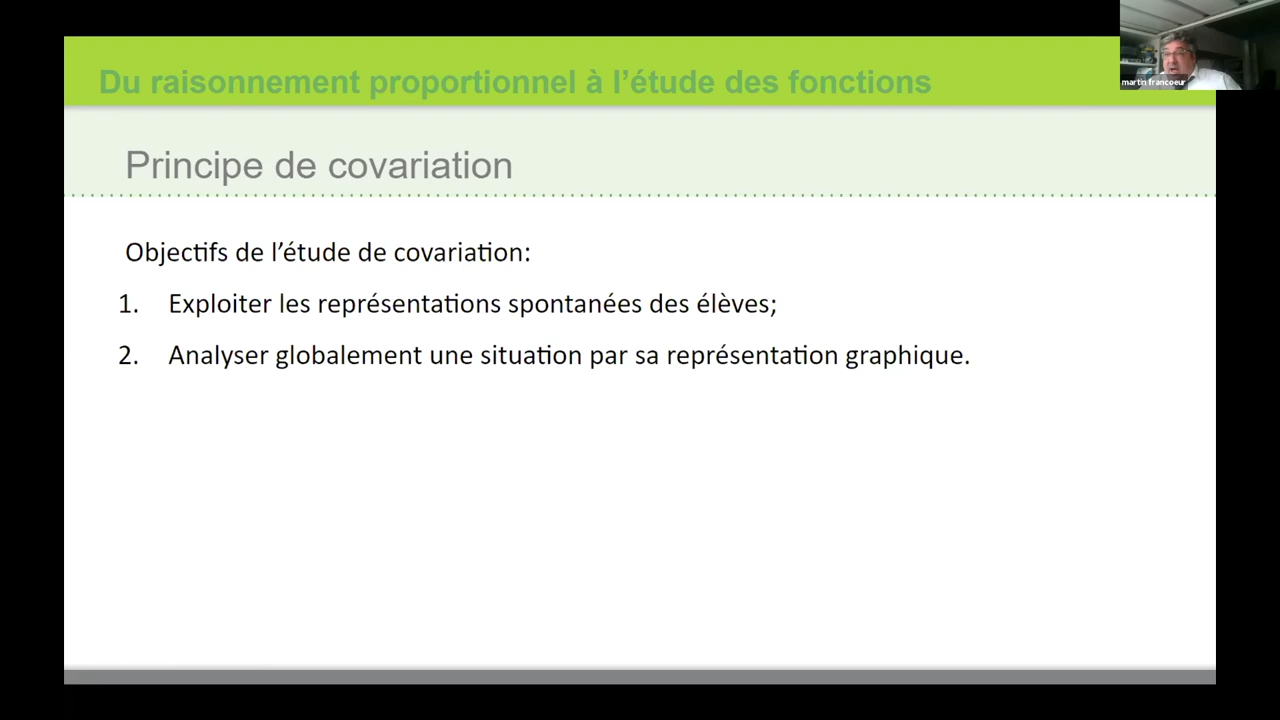 Du raisonnement proportionnel à l’étude des fonctions
martin francoeur
Principe de covariation
Objectifs de l’étude de covariation:
1. Exploiter les représentations spontanées des élèves;
2. Analyser globalement une situation par sa représentation graphique.